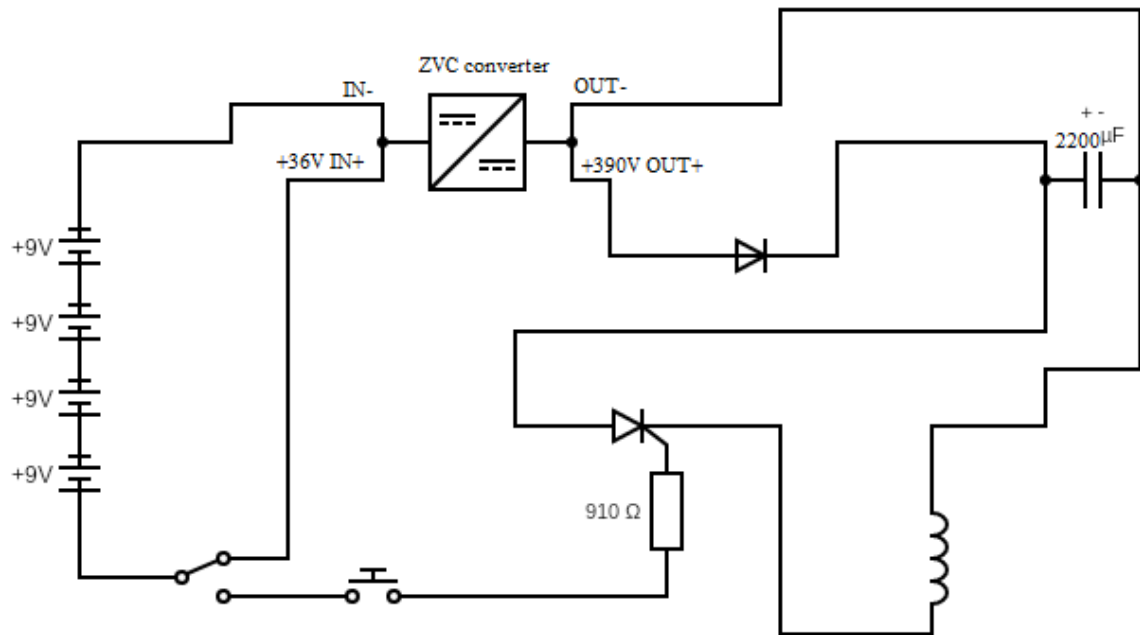 ZVC converter
IN-
OUT-
+ -
2200µF
+36V IN+
+390V OUT+
+9V
+9V
+9V
+9V
910 Ω